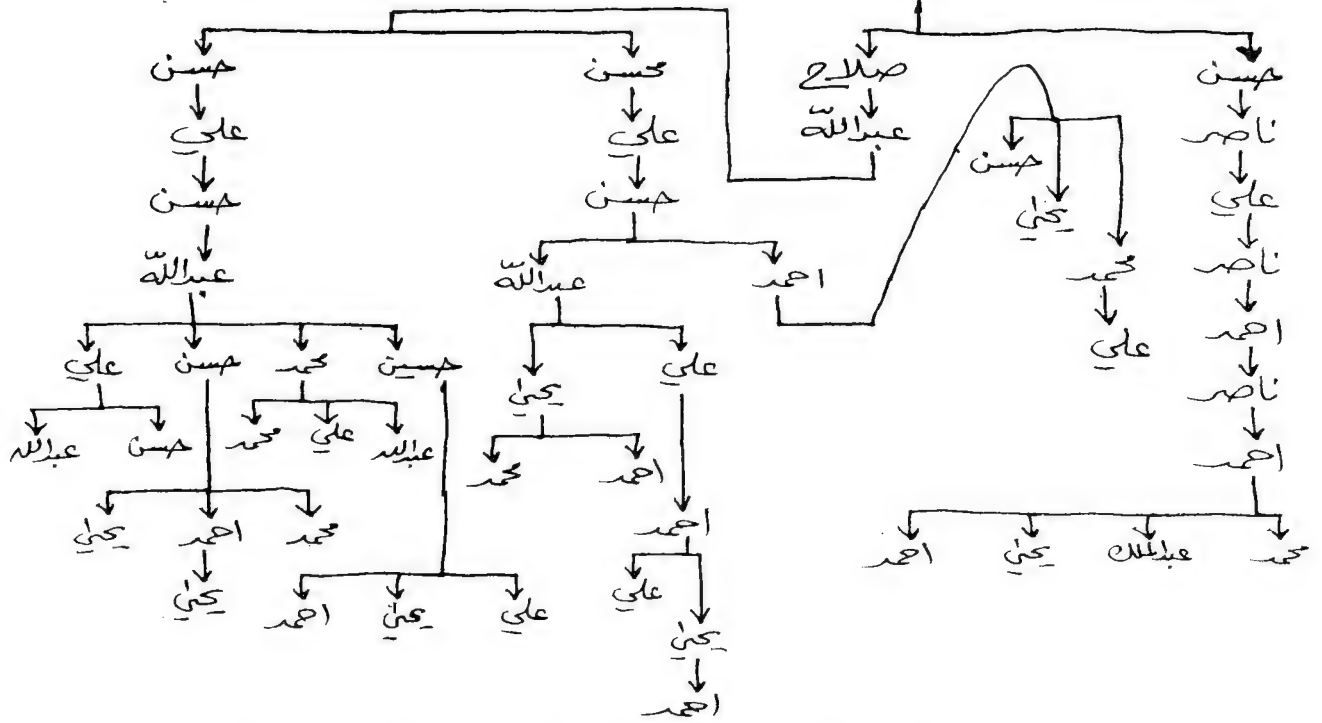 حسن صلاح محسن حسن
ناصر عبدالله علي علي
حسن
علي يحيى حسن حسن
ناصر محمد احمد عبدالله عبدالله
احمد علي
ناصر علي يحيى حسين محمد حسن علي
احمد احمد محمد عبدالله علي محمد حسن عبدالله
محمد عبدالملك يحيى احمد احمد محمد احمد يحيى
علي علي يحيى احمد يحيى
يحيى
احمد